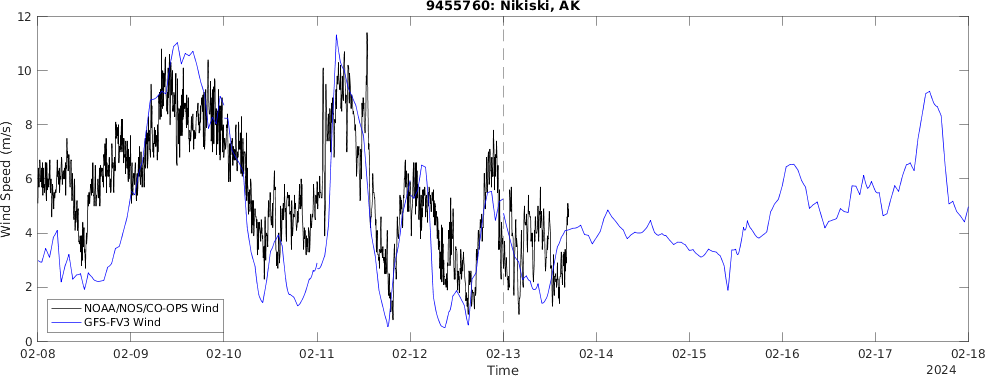 9455760: Nikiski, AK
12
10
8
6
4
2
0
Wind Speed (m/s)
NOAA/NOS/CO-OPS Wind
GFS-FV3 Wind
02-08 02-09 02-10 02-11 02-12 02-13 02-14 02-15 02-16 02-17 02-18
Time
2024